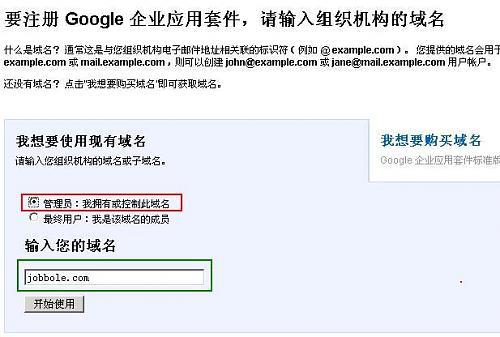 要注册 Google 企业应用套件，请输入组织机构的域名
什么是域名? 通常这是与您组织机构电子邮件地址相关联的标识符 ( 例如 @example.com ) 。 您提供的域名会用于
example.com 或 mail.example.com , 则可以创建 john@example.com 或 jane@mail.example.com 用户帐户。
还没有域名? 点击"我想要购买域名"即可获取域名。
我想要使用现有域名
请输入您组织机构的域名或子域名。
我想要购买域名
Google 企业应用套件标准版
管理员：我拥有或控制此域名
最终用户：我是该域名的成员
输入您的域名
jobbole.com
开始使用